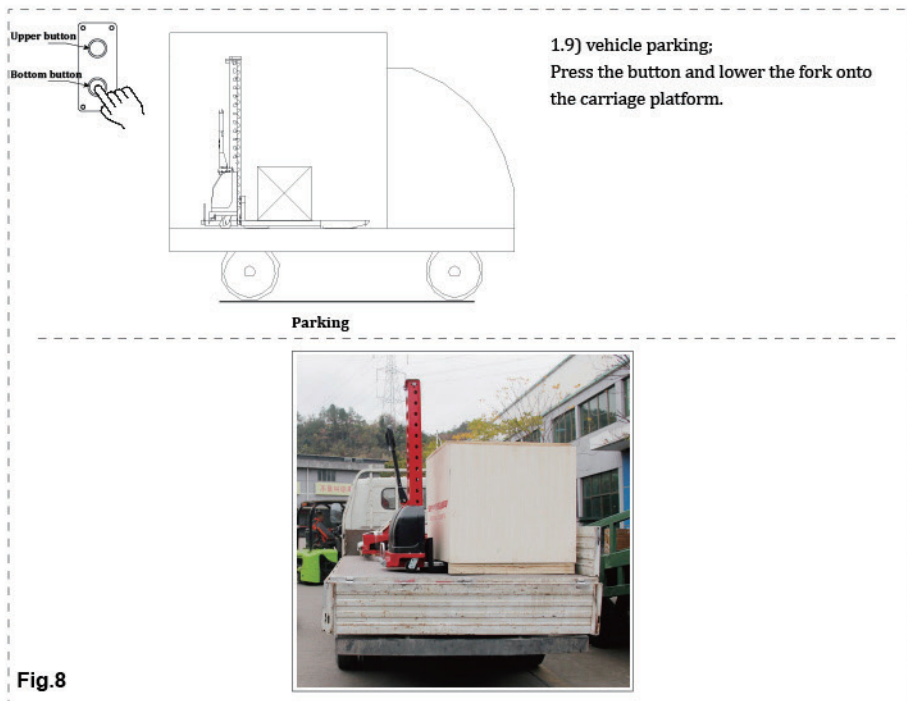 Upper button
Bottom button
1.9) vehicle parking;
Press the button and lower the fork onto
the carriage platform.
Parking
Fig.8